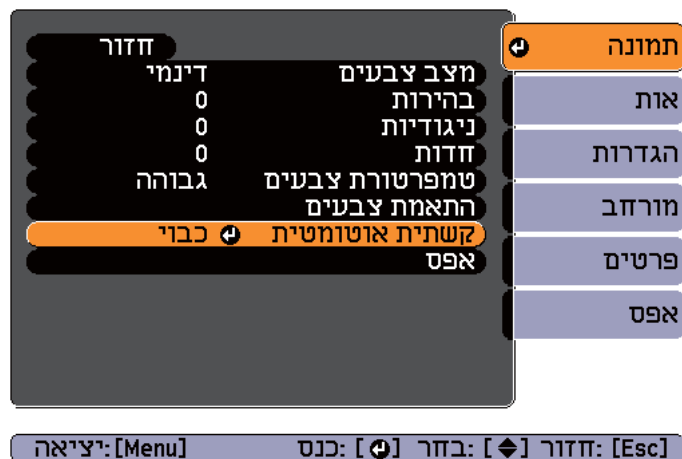 תמונה
אות
הגדרות
מורחב
פרטים
אפס
חזור
מצב צבעים דינמי
בהירות 0
ניגודיות 0
חדות 0
טמפרטורת צבעים גבוהה
התאמת צבעים
קשתית אוטומטית כבוי
אפס
[Esc] :חזור [◆] :בחר [⏎] :כנס [Menu]:יציאה